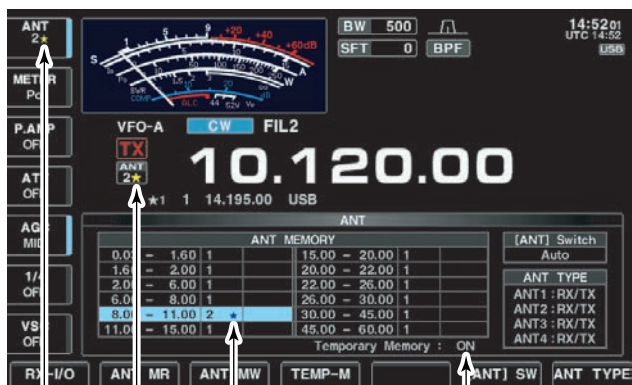 ANT
2★
METER
Po
P.AMP
OFF
ATT
OFF
AGC
MID
1/4
OFF
VSC
OFF
S 1 5 9 +20 +40 +60dB
Po
SWR
COMP
ALC 44 52V
BW 500
SFT 0 BPF
14:52 01
UTC 14:52
USB
VFO-A CW FIL2
TX
ANT
2★
10.120.00
★1 1 14.195.00 USB
ANT
ANT MEMORY
0.03 – 1.60 1 15.00 – 20.00 1
1.60 – 2.00 1 20.00 – 22.00 1
2.00 – 6.00 1 22.00 – 26.00 1
6.00 – 8.00 1 26.00 – 30.00 1
8.00 – 11.00 2 ★ 30.00 – 45.00 1
11.00 – 15.00 1 45.00 – 60.00 1
Temporary Memory : ON
[ANT] Switch
Auto
ANT TYPE
ANT1 :RX/TX
ANT2 :RX/TX
ANT3 :RX/TX
ANT4 :RX/TX
RX-I/O ANT MR ANT MW TEMP-M [ANT] SW ANT TYPE